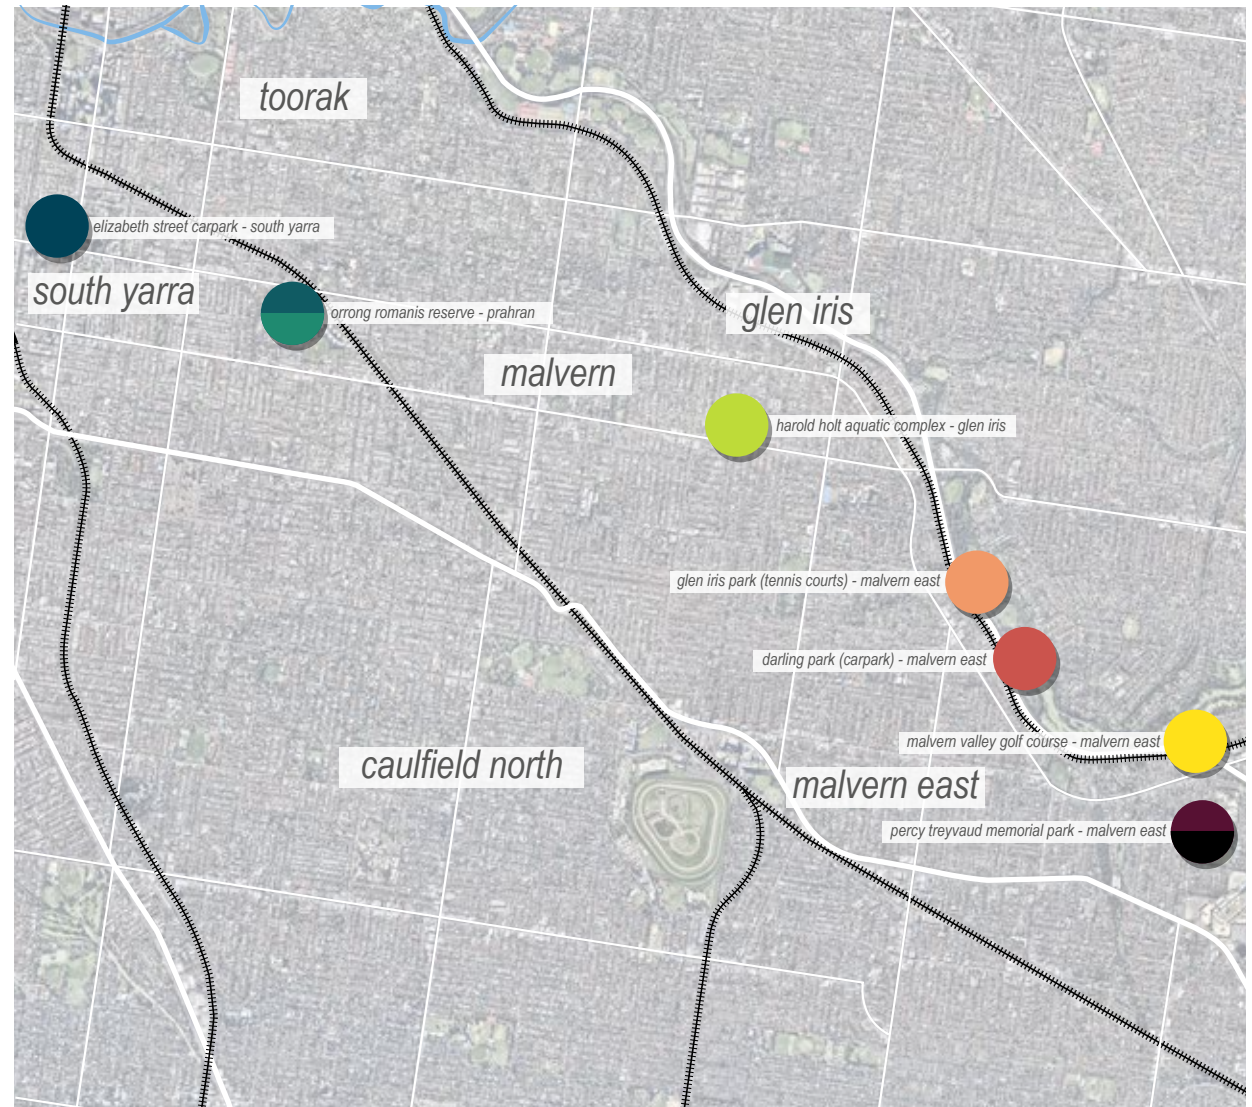 toorak
elizabeth street carpark - south yarra
south yarra
orrong romanis reserve - prahran
glen iris
malvern
harold holt aquatic complex - glen iris
glen iris park (tennis courts) - malvern east
darling park (carpark) - malvern east
malvern valley golf course - malvern east
caulfield north
malvern east
percy treyvaud memorial park - malvern east